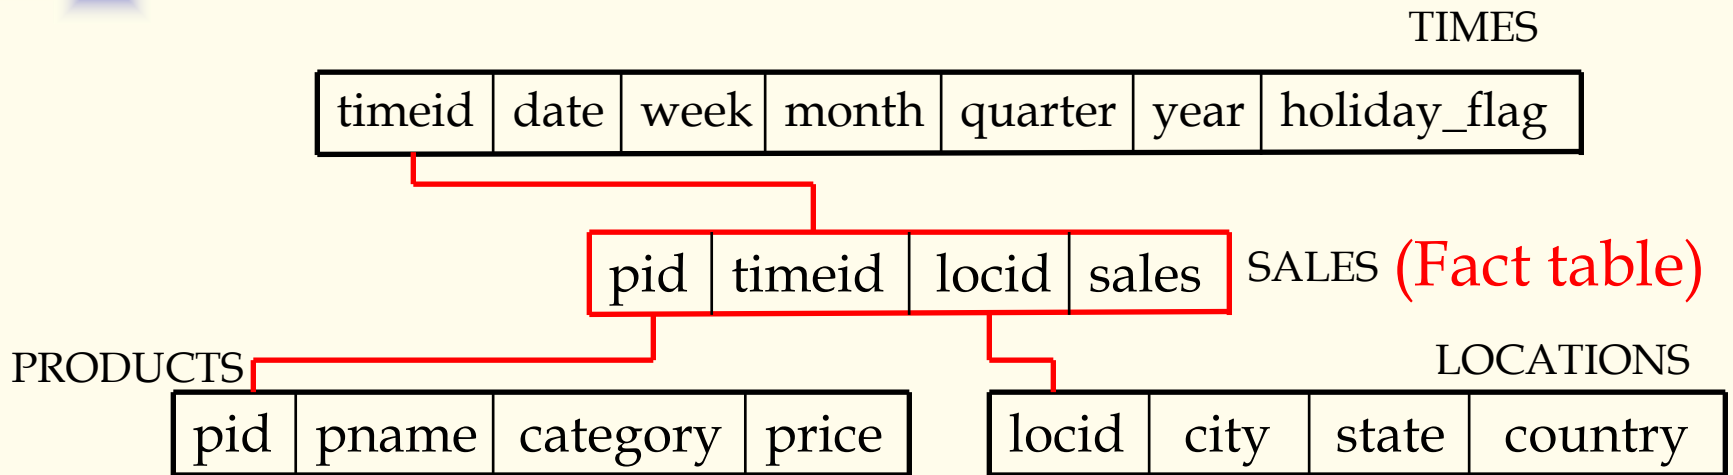 TIMES
timeid date week month quarter year holiday_flag
pid timeid locid sales SALES (Fact table)
PRODUCTS
LOCATIONS
pid pname category price
locid city state country